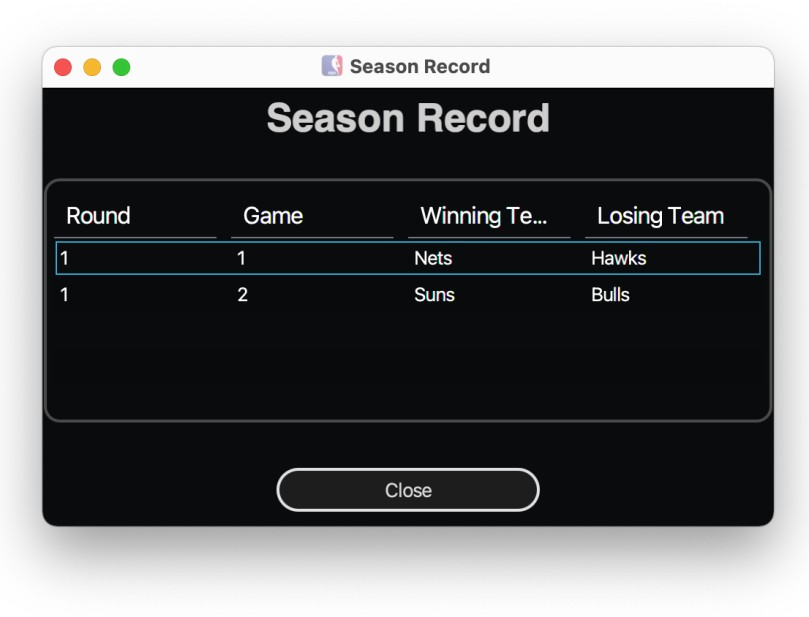 Season Record
Season Record
Round Game Winning Te... Losing Team
1 1 Nets Hawks
1 2 Suns Bulls
Close